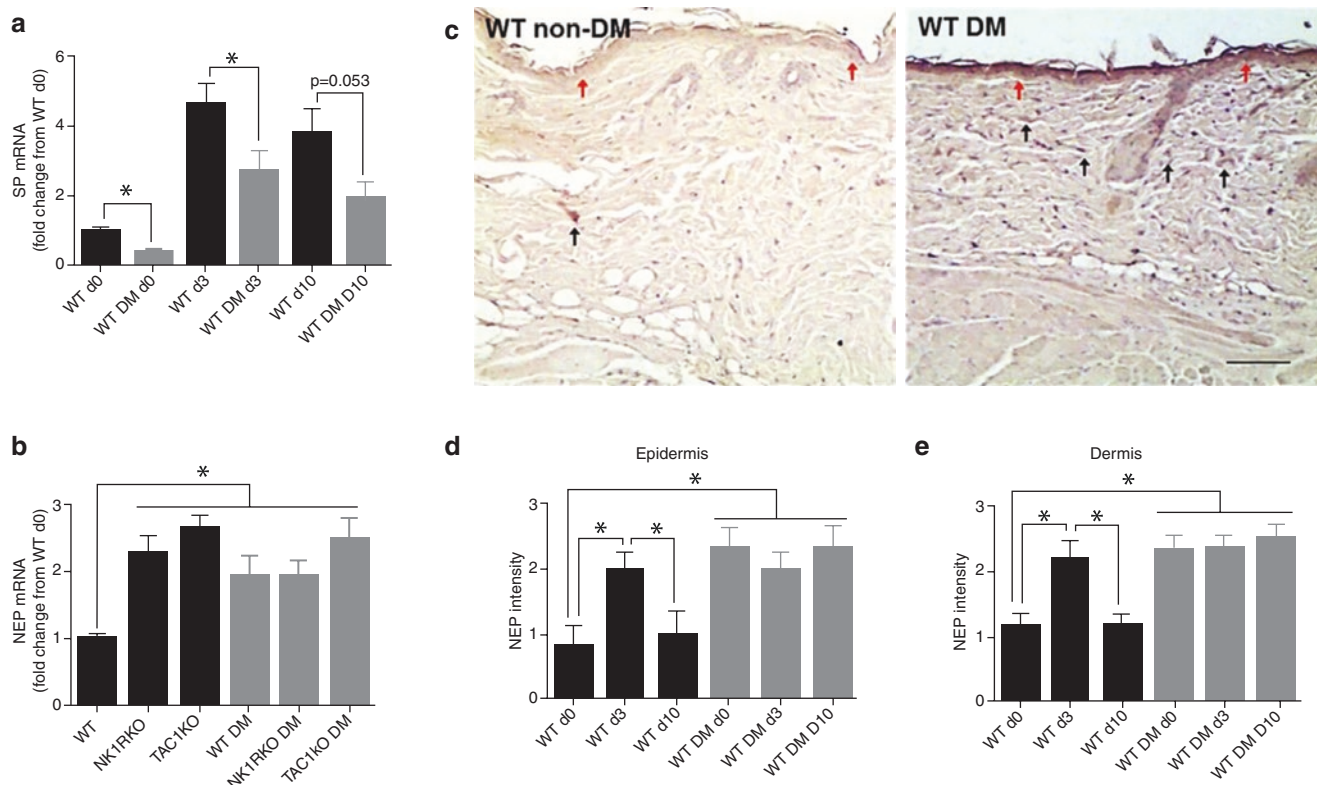 a
SP mRNA
(fold change from WT d0)
6
4
2
0
*
*
p=0.053
WT d0
WT DM d0
WT d3
WT DM d3
WT d10
WT DM D10
c
WT non-DM
WT DM
b
NEP mRNA
(fold change from WT d0)
3
2
1
0
*
WT
NK1RKO
TAC1KO
WT DM
NK1RKO DM
TAC1KO DM
d
Epidermis
NEP intensity
3
2
1
0
*
*
*
WT d0
WT d3
WT d10
WT DM d0
WT DM d3
WT DM D10
e
Dermis
NEP intensity
3
2
1
0
*
*
*
WT d0
WT d3
WT d10
WT DM d0
WT DM d3
WT DM D10